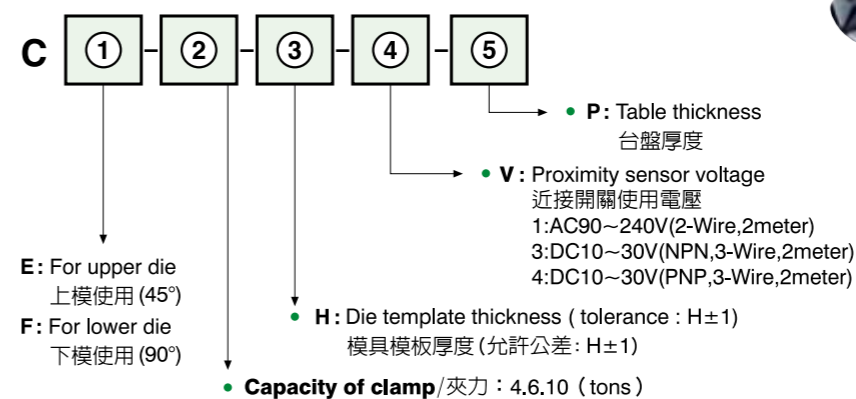 C ① - ② - ③ - ④ - ⑤
• P: Table thickness
台盤厚度
• V: Proximity sensor voltage
近接開關使用電壓
1:AC90~240V(2-Wire,2meter)
3:DC10~30V(NPN,3-Wire,2meter)
4:DC10~30V(PNP,3-Wire,2meter)
E: For upper die
上模使用(45°)
F: For lower die
下模使用(90°)
• H: Die template thickness ( tolerance : H±1)
模具模板厚度(允許公差: H±1)
• Capacity of clamp/夾力：4.6.10（tons）